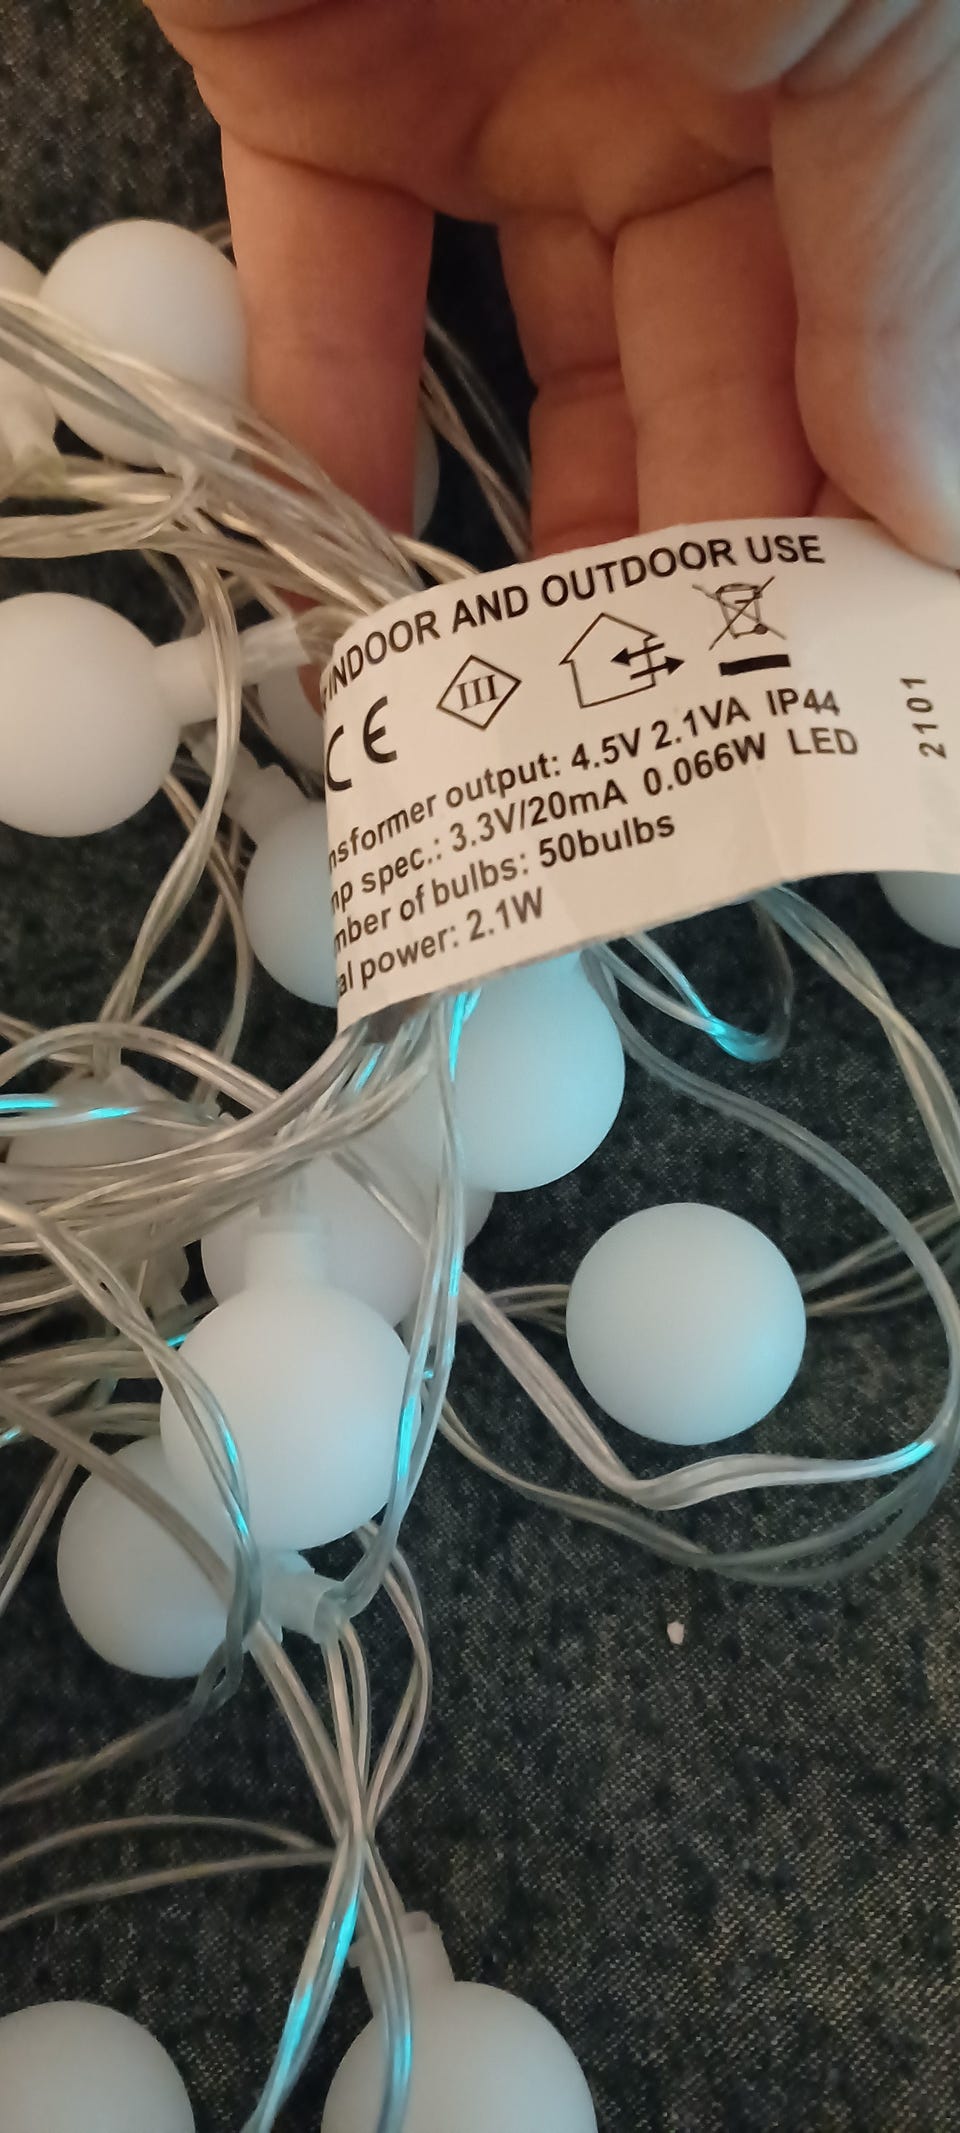 INDOOR AND OUTDOOR USE
CE III
nsformer output: 4.5V 2.1VA IP44
mp spec.: 3.3V/20mA 0.066W LED
mber of bulbs: 50bulbs
al power: 2.1W
2101